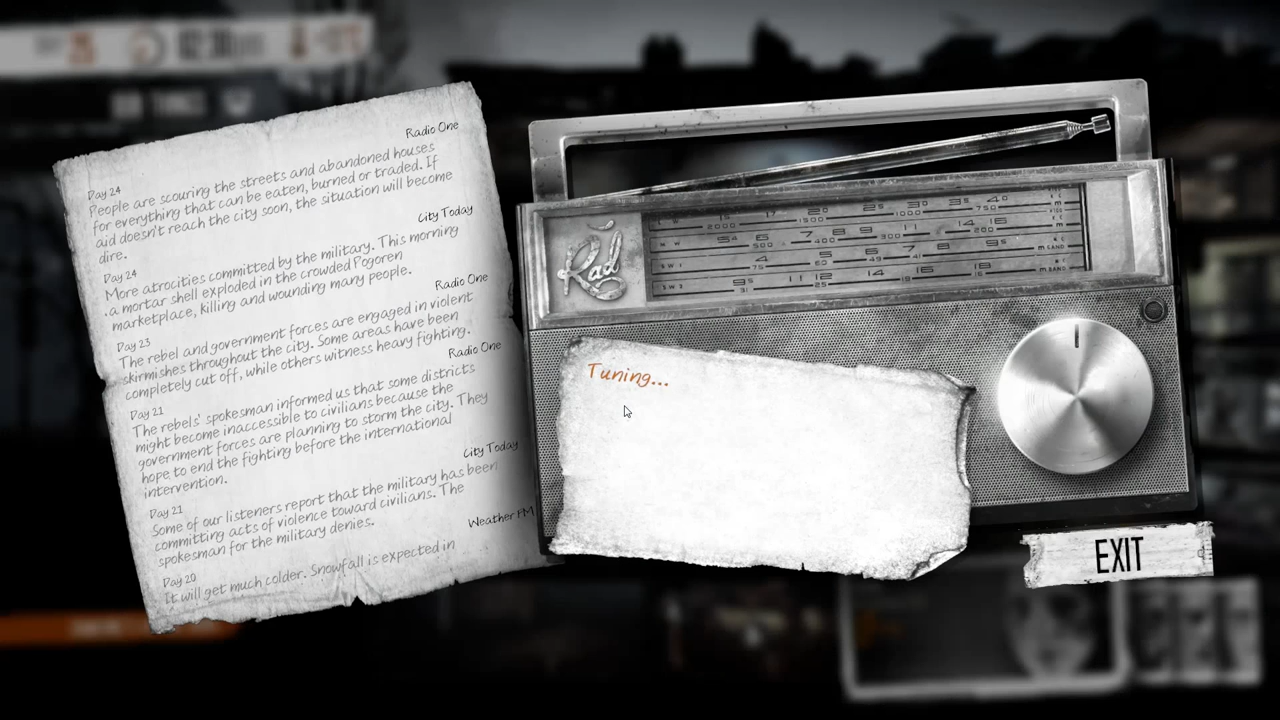 Radio One
Day 24
People are scouring the streets and abandoned houses
for everything that can be eaten, burned or traded. If
aid doesn't reach the city soon, the situation will become
dire.
City Today
Day 24
More atrocities committed by the military. This morning
a mortar shell exploded in the crowded Pogoren
marketplace, killing and wounding many people.
Radio One
Day 23
The rebel and government forces are engaged in violent
skirmishes throughout the city. Some areas have been
completely cut off, while others witness heavy fighting.
Radio One
Day 21
The rebels' spokesman informed us that some districts
might become inaccessible to civilians because the
government forces are planning to storm the city. They
hope to end the fighting before the international
intervention.
City Today
Day 21
Some of our listeners report that the military has been
committing acts of violence toward civilians. The
spokesman for the military denies.
Weather FM
Day 20
It will get much colder. Snowfall is expected in
Rad
Tuning...
EXIT